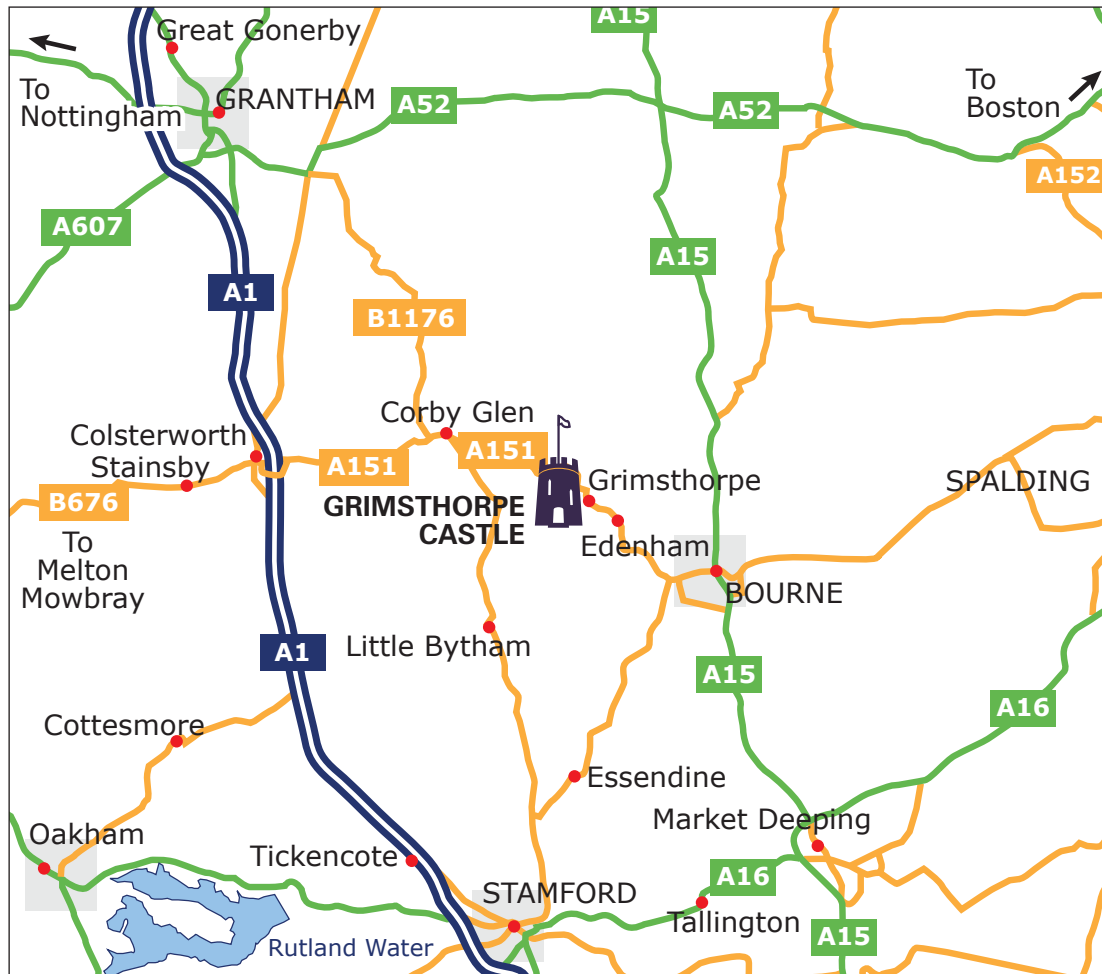 A15
Great Gonerby
To
Nottingham
GRANTHAM
A52
A52
To
Boston
A152
A607
A15
A1
B1176
Corby Glen
Colsterworth
Stainsby
A151
A151
B676
GRIMSTHORPE
CASTLE
Grimsthorpe
SPALDING
To
Melton
Mowbray
Edenham
BOURNE
Little Bytham
A1
A15
A16
Cottesmore
Essendine
Market Deeping
Oakham
Tickencote
A16
STAMFORD
Tallington
Rutland Water
A15